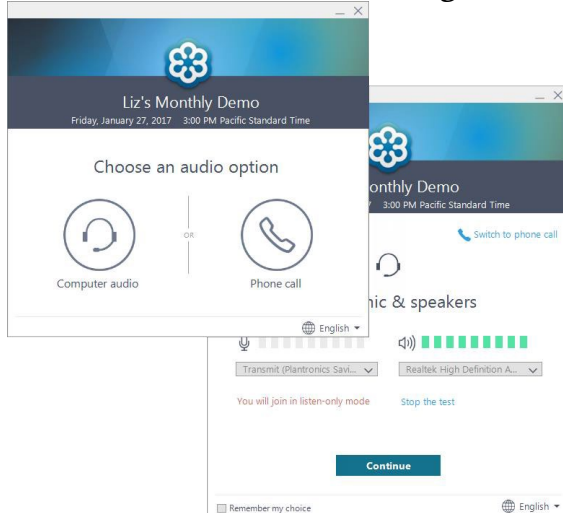 Liz's Monthly Demo
Friday, January 27, 2017 3:00 PM Pacific Standard Time
Choose an audio option
Computer audio
OR
Phone call
English
onthly Demo
3:00 PM Pacific Standard Time
Switch to phone call
ic & speakers
Transmit (Plantronics Savi...
Realtek High Definition A...
You will join in listen-only mode
Stop the test
Continue
Remember my choice
English